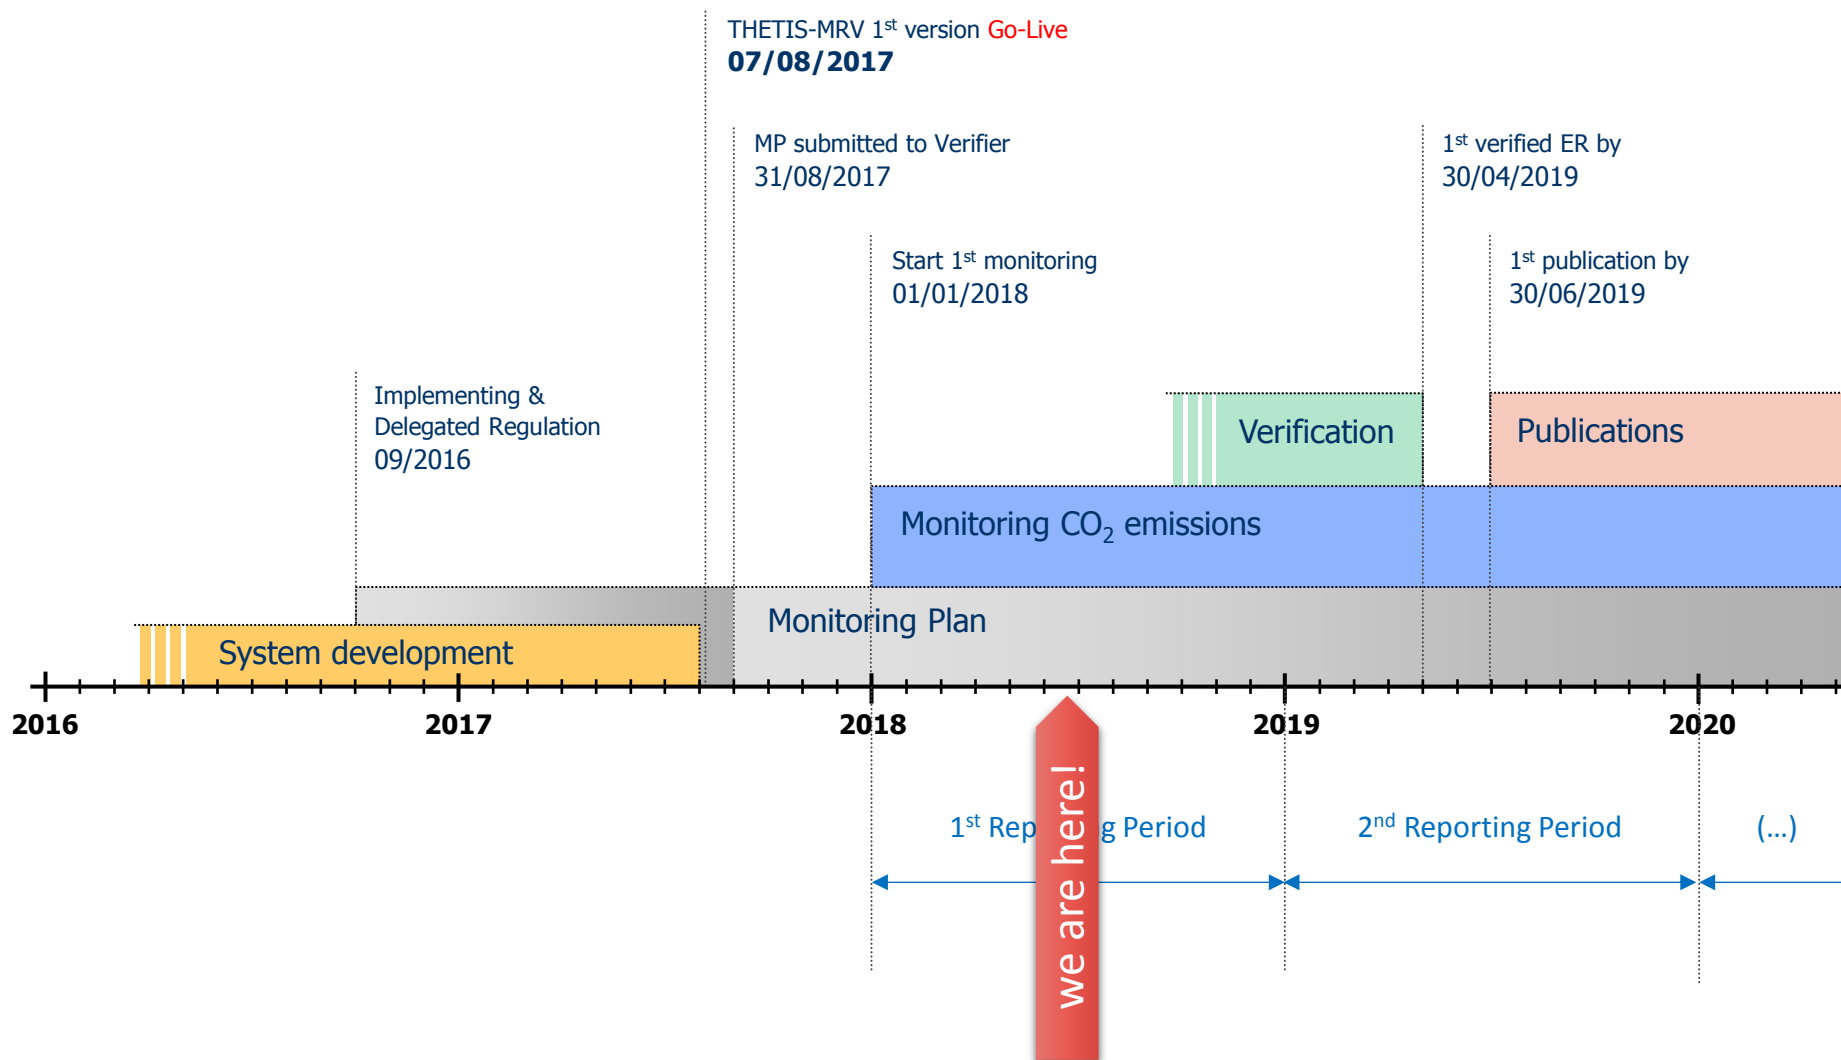 THETIS-MRV 1st version Go-Live
07/08/2017
MP submitted to Verifier
31/08/2017
1st verified ER by
30/04/2019
Start 1st monitoring
01/01/2018
1st publication by
30/06/2019
Implementing &
Delegated Regulation
09/2016
Verification
Publications
Monitoring CO2 emissions
Monitoring Plan
System development
2016
2017
2018
2019
2020
we are here!
1st Rep g Period
2nd Reporting Period
(...)